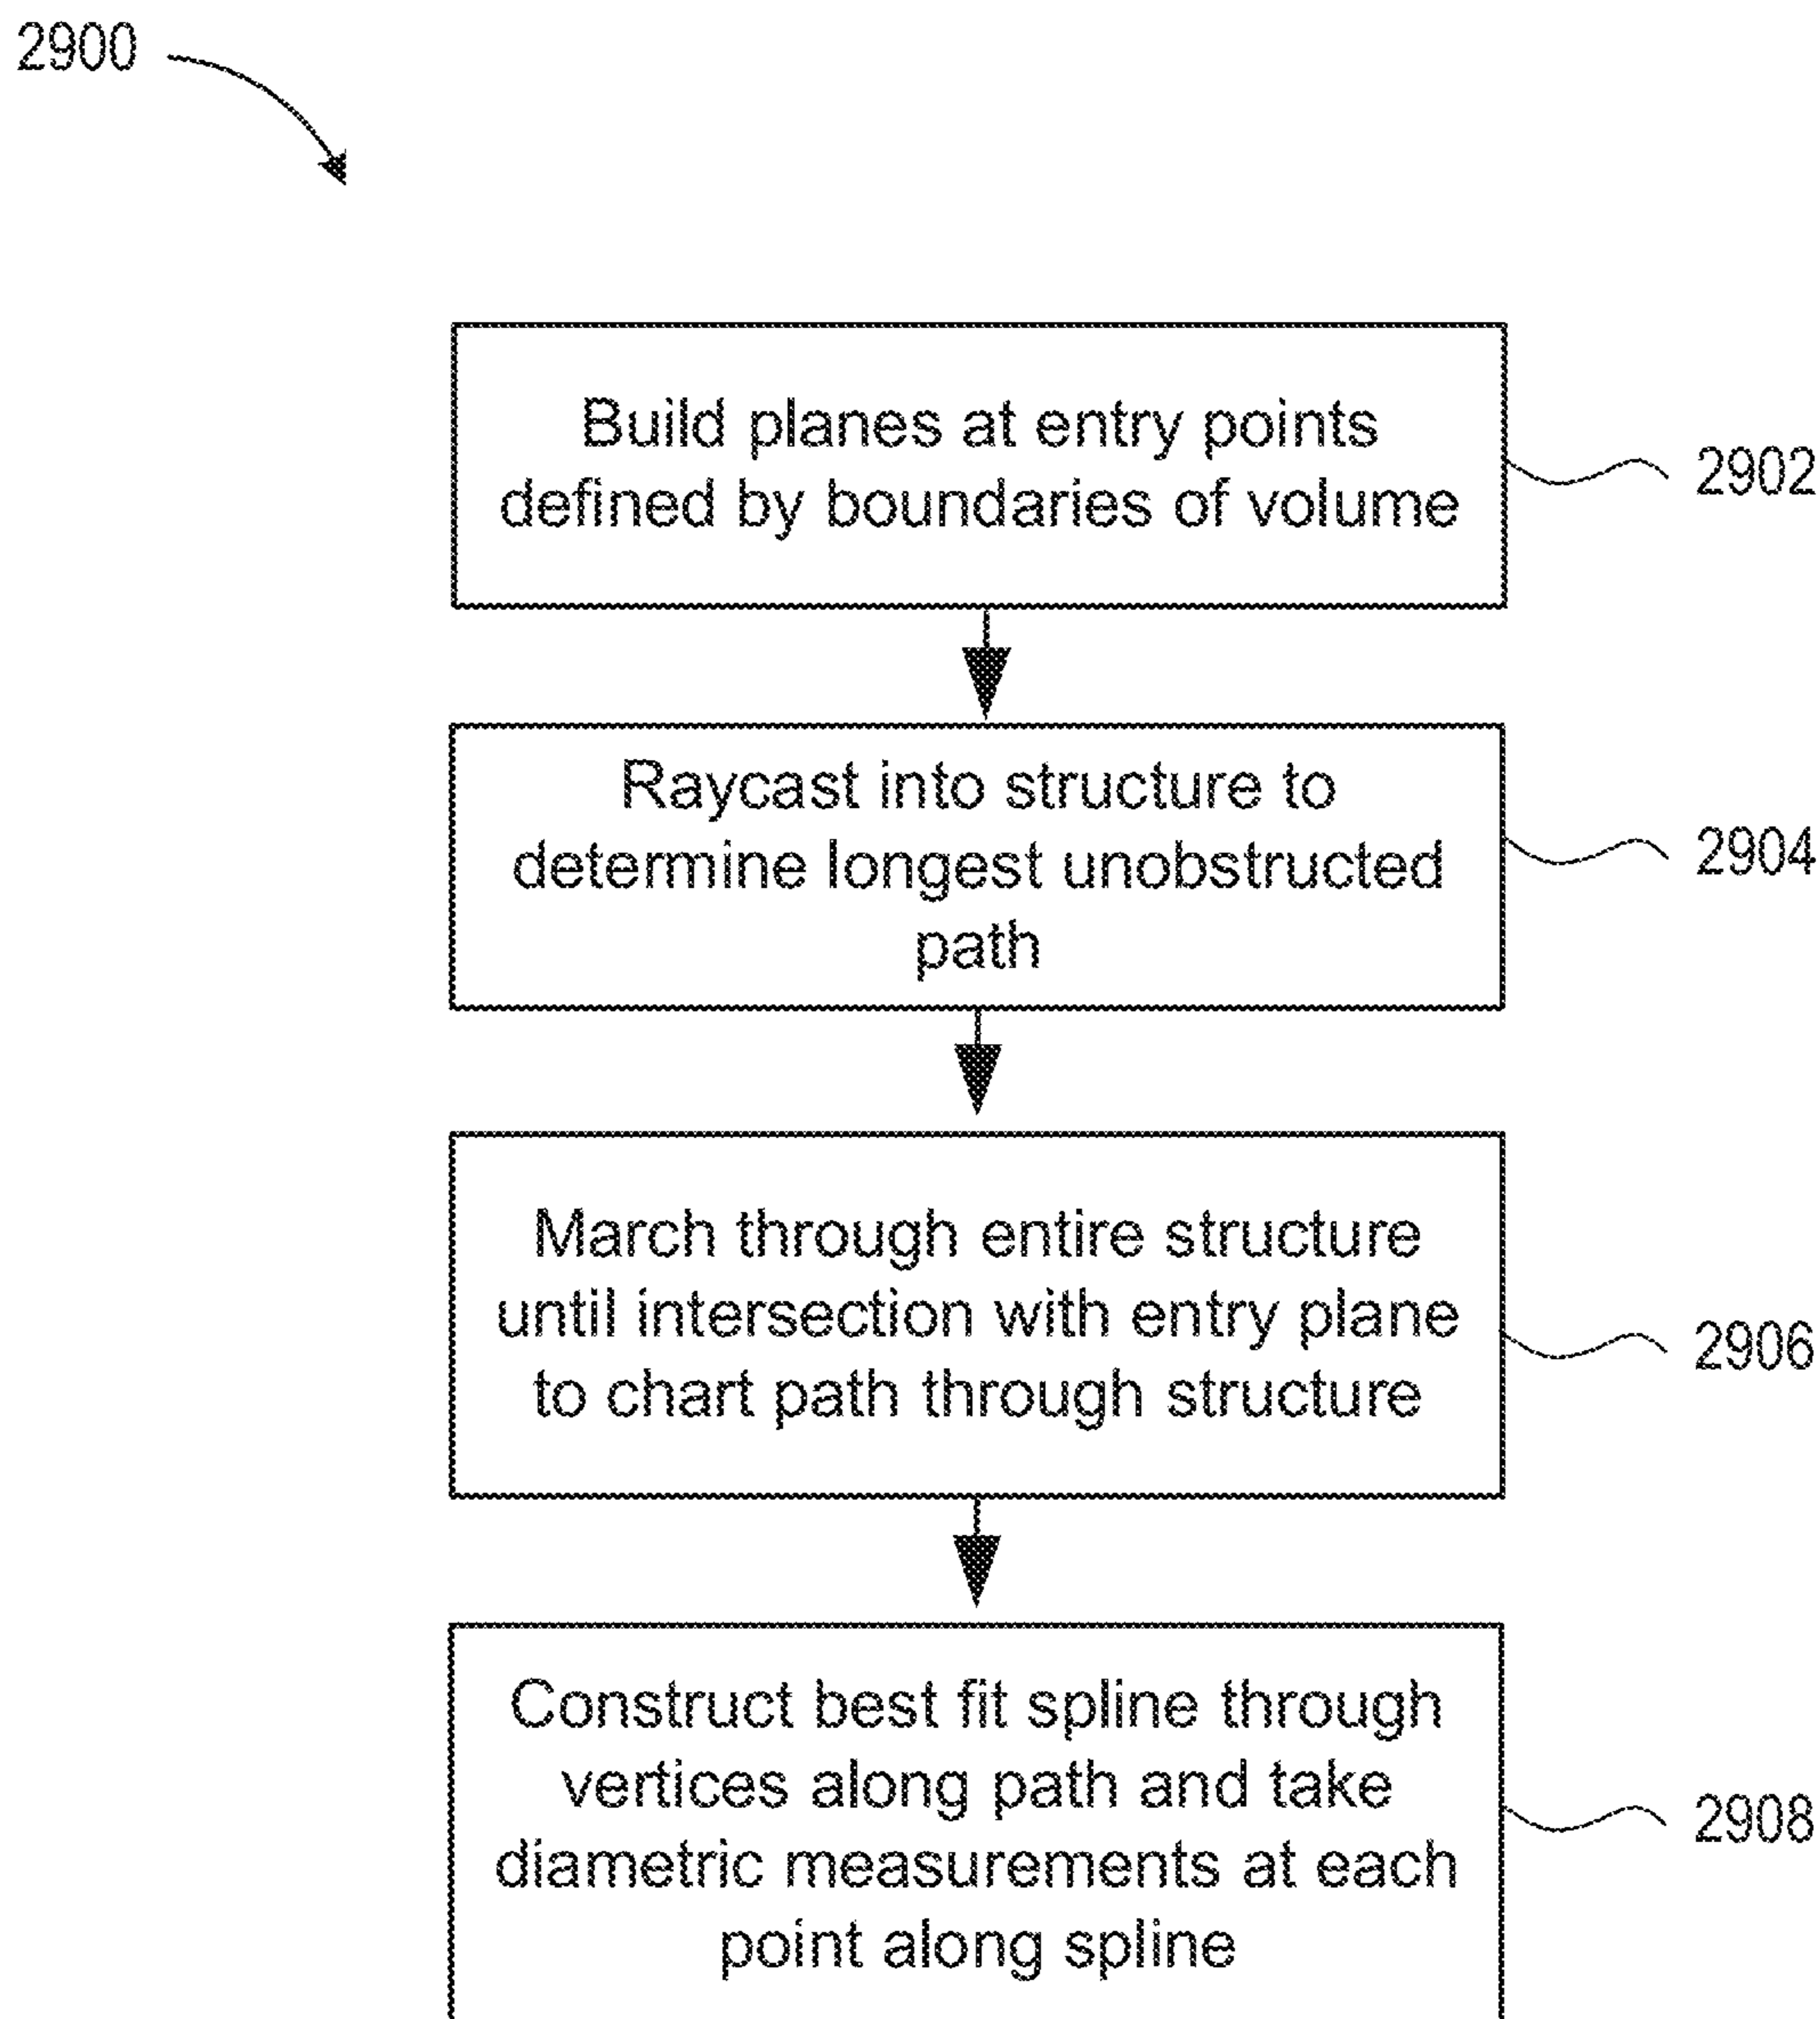 2900
Build planes at entry points
defined by boundaries of volume
2902
Raycast into structure to
determine longest unobstructed
path
2904
March through entire structure
until intersection with entry plane
to chart path through structure
2906
Construct best fit spline through
vertices along path and take
diametric measurements at each
point along spline
2908